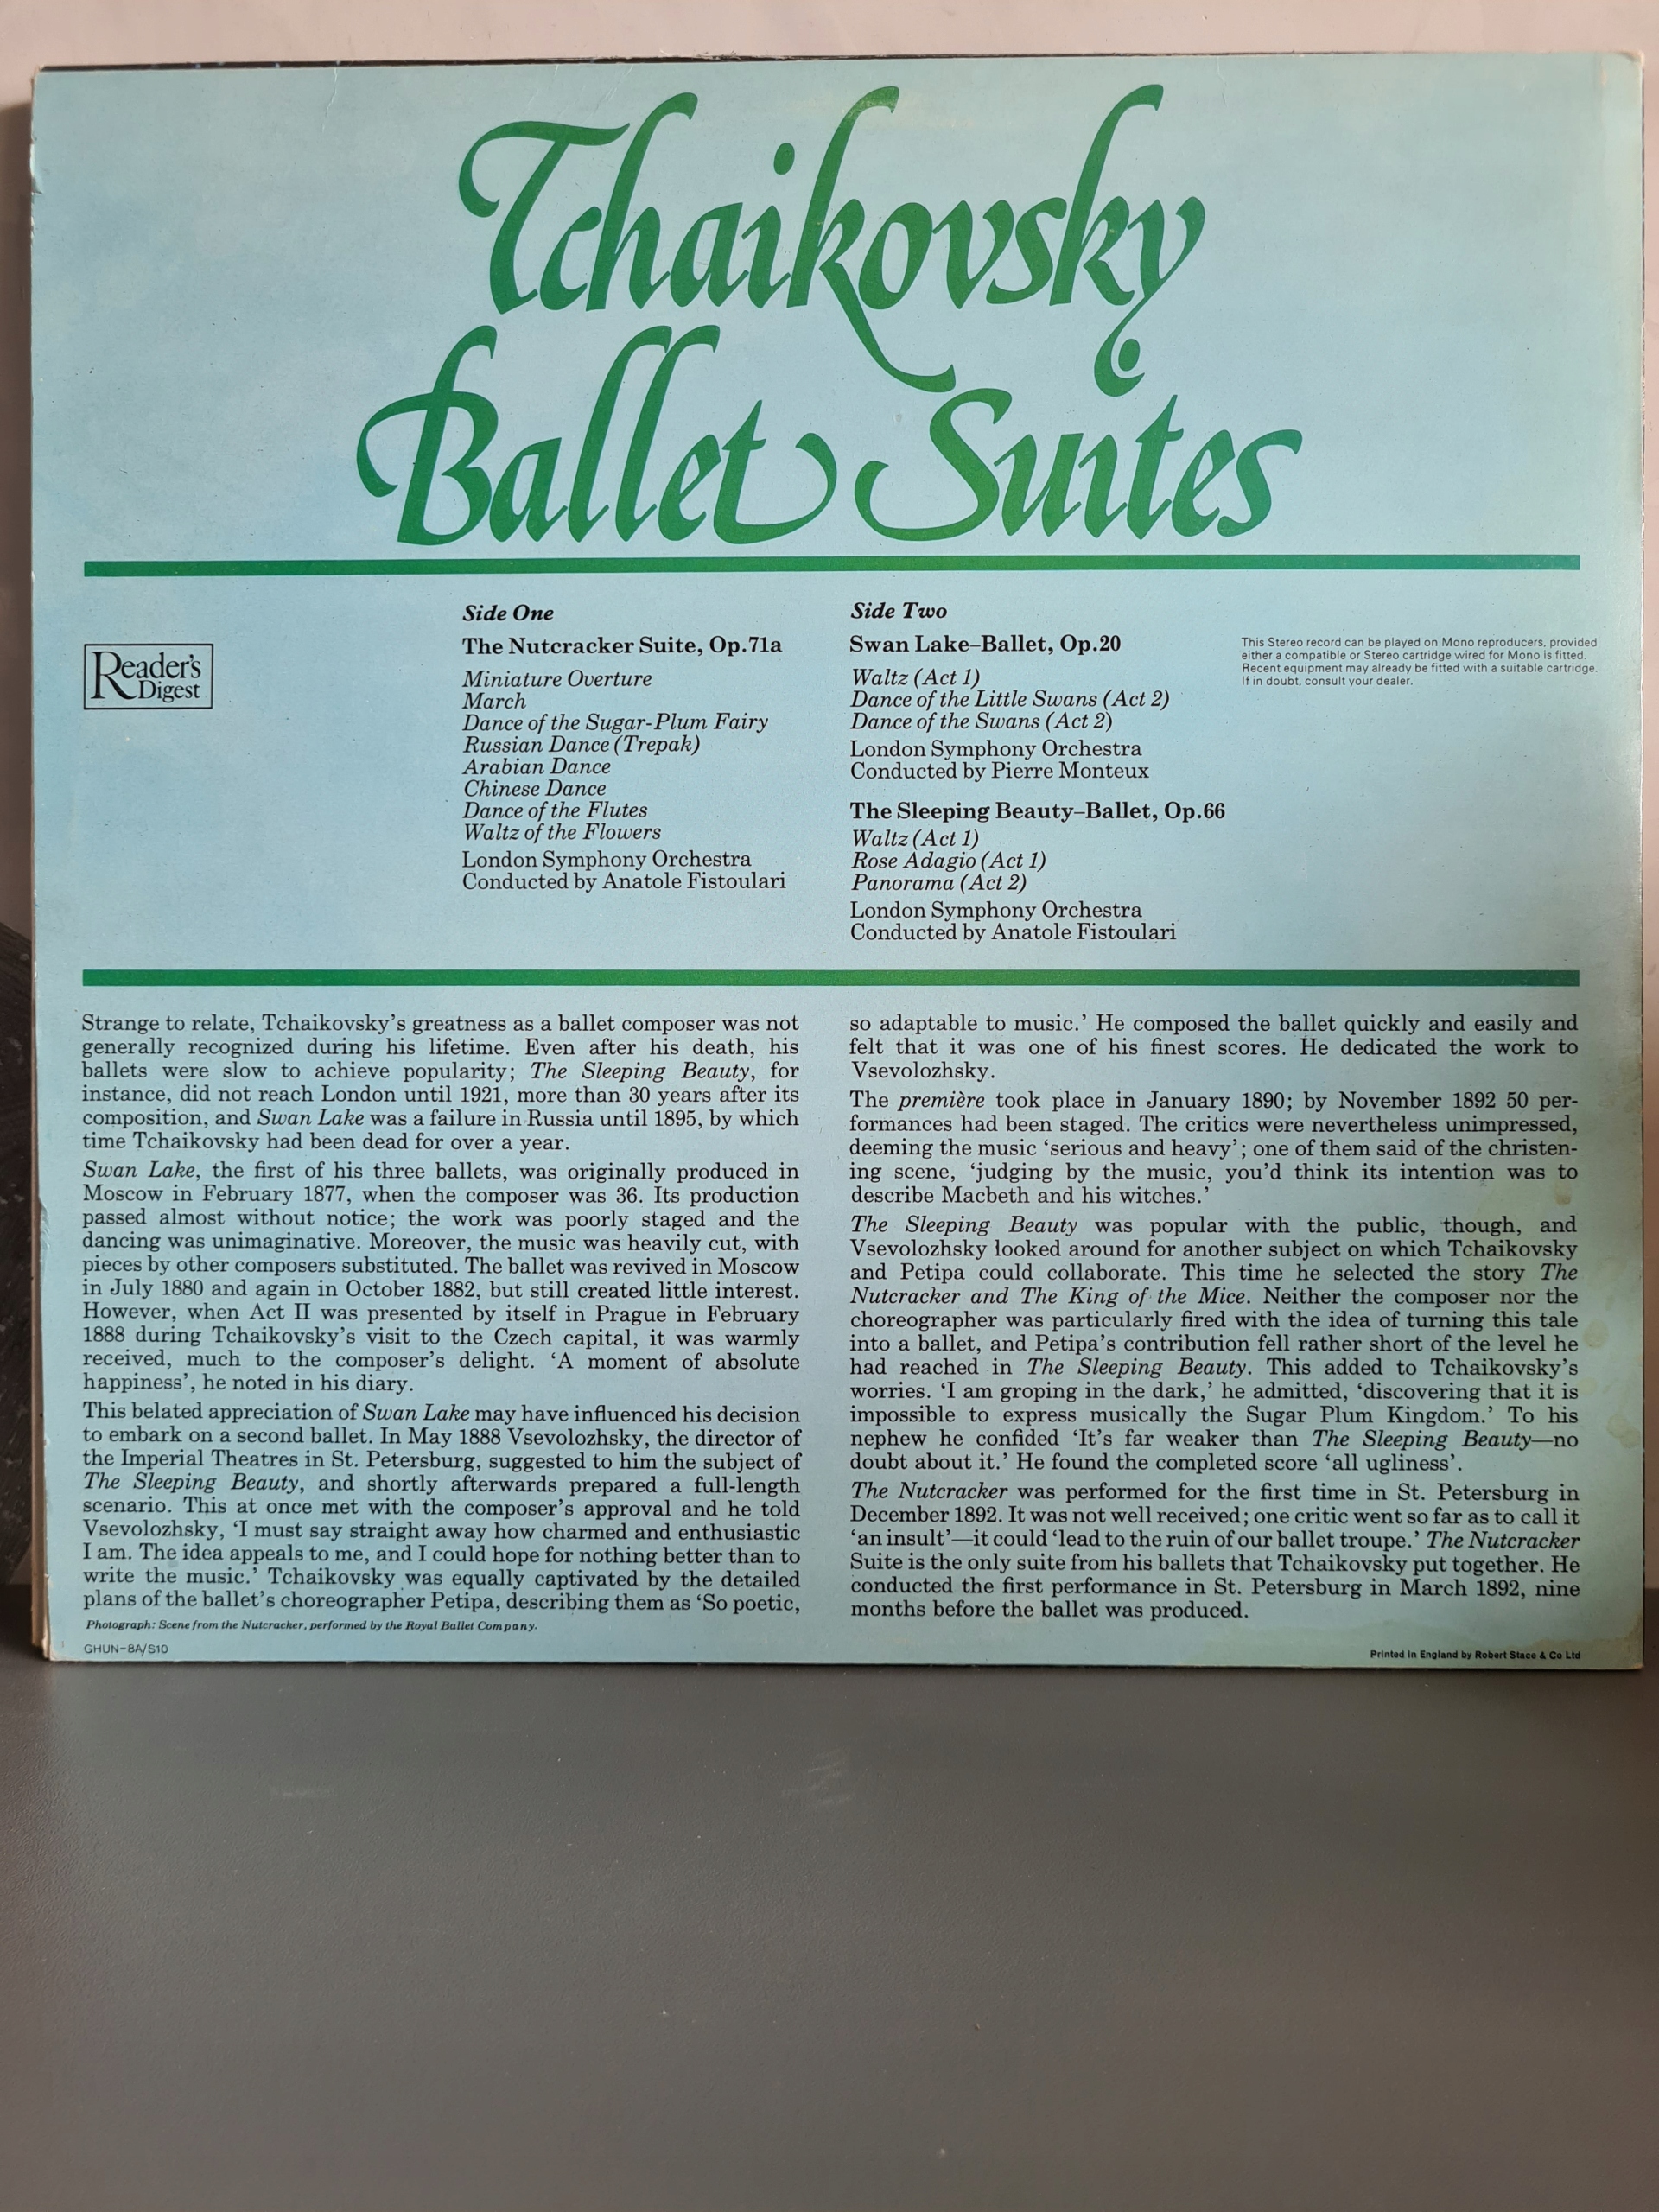 Tchaikovsky
Ballet Suites
Reader's
Digest
Side One
The Nutcracker Suite, Op.71a
Miniature Overture
March
Dance of the Sugar-Plum Fairy
Russian Dance (Trepak)
Arabian Dance
Chinese Dance
Dance of the Flutes
Waltz of the Flowers
London Symphony Orchestra
Conducted by Anatole Fistoulari
Side Two
Swan Lake–Ballet, Op.20
Waltz (Act 1)
Dance of the Little Swans (Act 2)
Dance of the Swans (Act 2)
London Symphony Orchestra
Conducted by Pierre Monteux
The Sleeping Beauty–Ballet, Op.66
Waltz (Act 1)
Rose Adagio (Act 1)
Panorama (Act 2)
London Symphony Orchestra
Conducted by Anatole Fistoulari
This Stereo record can be played on Mono reproducers, provided
either a compatible or Stereo cartridge wired for Mono is fitted.
Recent equipment may already be fitted with a suitable cartridge.
If in doubt, consult your dealer.
Strange to relate, Tchaikovsky's greatness as a ballet composer was not
generally recognized during his lifetime. Even after his death, his
ballets were slow to achieve popularity; The Sleeping Beauty, for
instance, did not reach London until 1921, more than 30 years after its
composition, and Swan Lake was a failure in Russia until 1895, by which
time Tchaikovsky had been dead for over a year.
Swan Lake, the first of his three ballets, was originally produced in
Moscow in February 1877, when the composer was 36. Its production
passed almost without notice; the work was poorly staged and the
dancing was unimaginative. Moreover, the music was heavily cut, with
pieces by other composers substituted. The ballet was revived in Moscow
in July 1880 and again in October 1882, but still created little interest.
However, when Act II was presented by itself in Prague in February
1888 during Tchaikovsky's visit to the Czech capital, it was warmly
received, much to the composer's delight. 'A moment of absolute
happiness', he noted in his diary.
This belated appreciation of Swan Lake may have influenced his decision
to embark on a second ballet. In May 1888 Vsevolozhsky, the director of
the Imperial Theatres in St. Petersburg, suggested to him the subject of
The Sleeping Beauty, and shortly afterwards prepared a full-length
scenario. This at once met with the composer's approval and he told
Vsevolozhsky, 'I must say straight away how charmed and enthusiastic
I am. The idea appeals to me, and I could hope for nothing better than to
write the music.' Tchaikovsky was equally captivated by the detailed
plans of the ballet's choreographer Petipa, describing them as 'So poetic,
Photograph: Scene from the Nutcracker, performed by the Royal Ballet Company.
GHUN-8A/S10
so adaptable to music.' He composed the ballet quickly and easily and
felt that it was one of his finest scores. He dedicated the work to
Vsevolozhsky.
The première took place in January 1890; by November 1892 50 per-
formances had been staged. The critics were nevertheless unimpressed,
deeming the music 'serious and heavy'; one of them said of the christen-
ing scene, 'judging by the music, you'd think its intention was to
describe Macbeth and his witches.'
The Sleeping Beauty was popular with the public, though, and
Vsevolozhsky looked around for another subject on which Tchaikovsky
and Petipa could collaborate. This time he selected the story The
Nutcracker and The King of the Mice. Neither the composer nor the
choreographer was particularly fired with the idea of turning this tale
into a ballet, and Petipa's contribution fell rather short of the level he
had reached in The Sleeping Beauty. This added to Tchaikovsky's
worries. 'I am groping in the dark,' he admitted, 'discovering that it is
impossible to express musically the Sugar Plum Kingdom.' To his
nephew he confided 'It's far weaker than The Sleeping Beauty—no
doubt about it.' He found the completed score 'all ugliness'.
The Nutcracker was performed for the first time in St. Petersburg in
December 1892. It was not well received; one critic went so far as to call it
'an insult'—it could 'lead to the ruin of our ballet troupe.' The Nutcracker
Suite is the only suite from his ballets that Tchaikovsky put together. He
conducted the first performance in St. Petersburg in March 1892, nine
months before the ballet was produced.
Printed in England by Robert Stace & Co Ltd